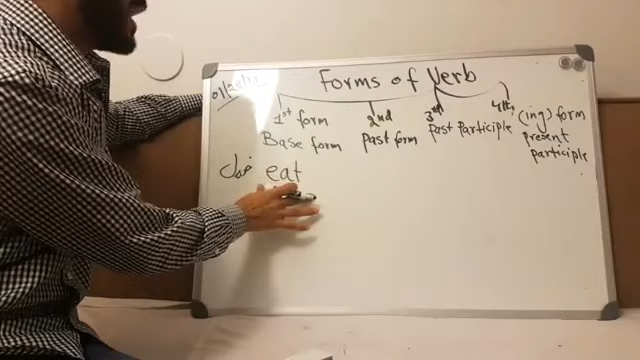 Forms of Verb
1st form 2nd 3rd 4th (ing) form
Base form Past form Past Participle present participle
فعل eat